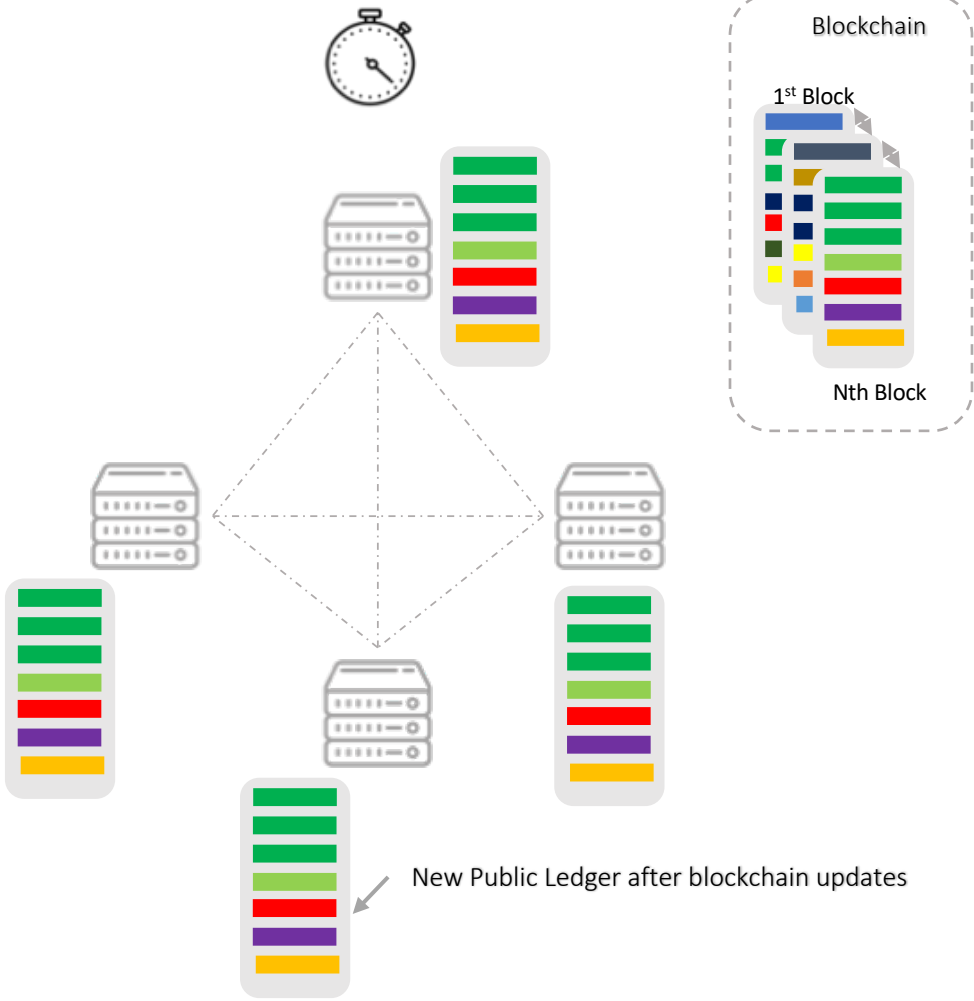 Blockchain
1st Block
Nth Block
New Public Ledger after blockchain updates